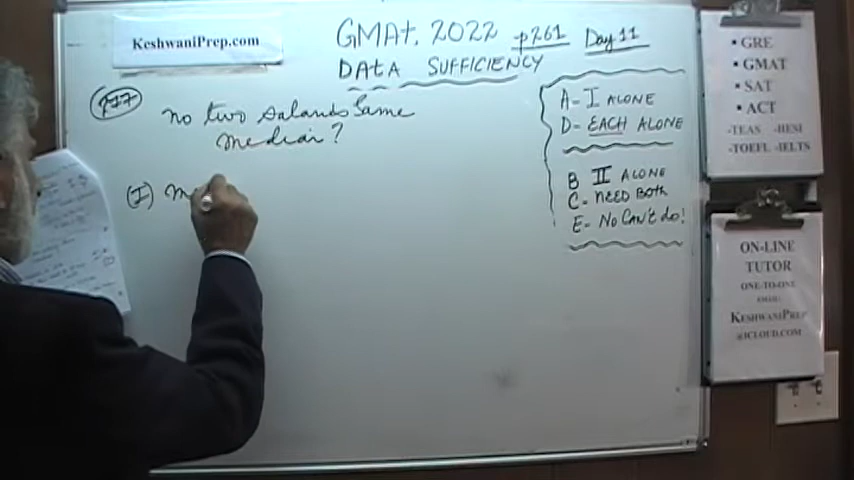 KeshwaniPrep.com
GMAt. 2022 p261 Day 11
DAtA SUFFICIENCY
no two Same
median?
(I) M
A- I ALONE
D- EACH ALONE
B II ALONE
C- NEED BOTH
E- No CAN'T do!
▪ GRE
▪ GMAT
▪ SAT
▪ ACT
-TEAS -HESI
-TOEFL -IELTS
ON-LINE
TUTOR
ONE-TO-ONE
EMAIL:
KESHWANIPREP
@ICLOUD.COM